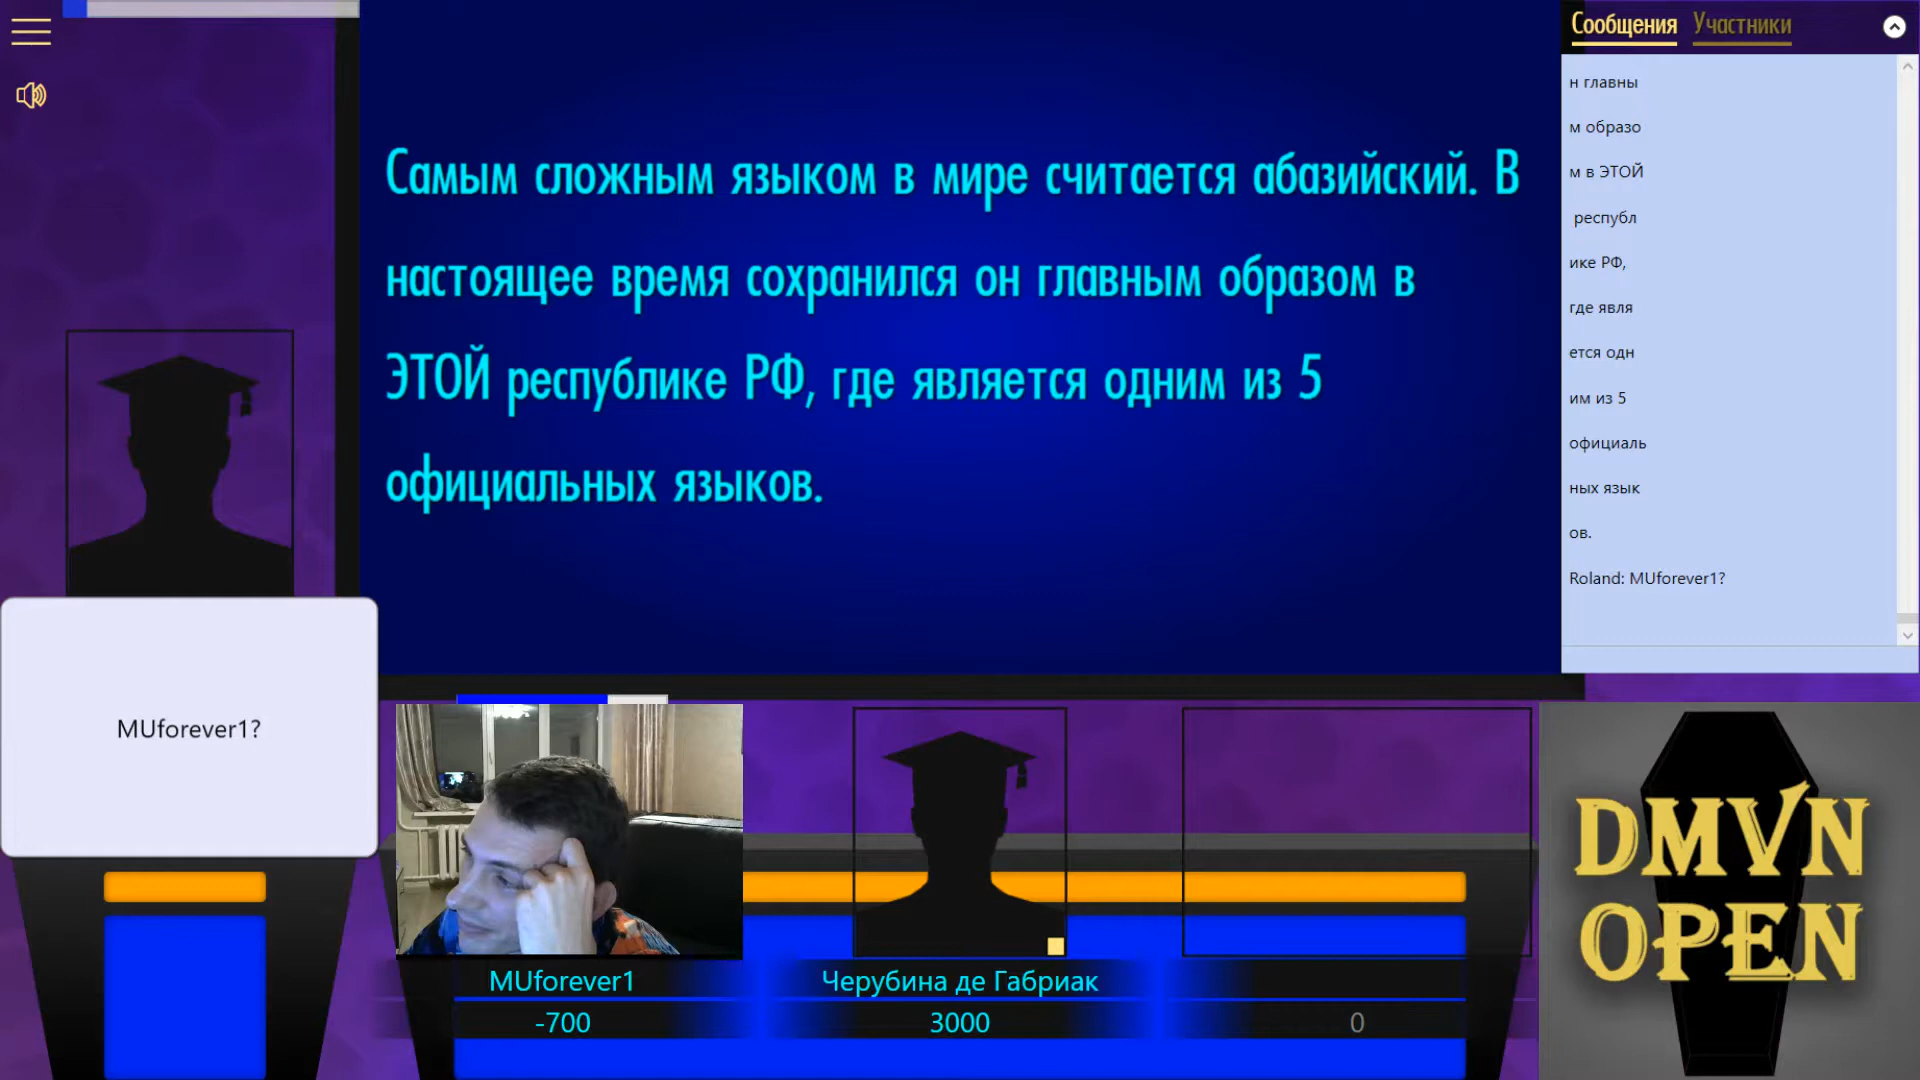 Сообщения Участники
Самым сложным языком в мире считается абазийский. В
настоящее время сохранился он главным образом в
ЭТОЙ республике РФ, где является одним из 5
официальных языков.
н главны
м образо
м в ЭТОЙ
республ
ике РФ,
где явля
ется одн
им из 5
официаль
ных язык
ов.
Roland: MUforever1?
MUforever1?
MUforever1 Черубина де Габриак
-700 3000 0
DMVN
OPEN